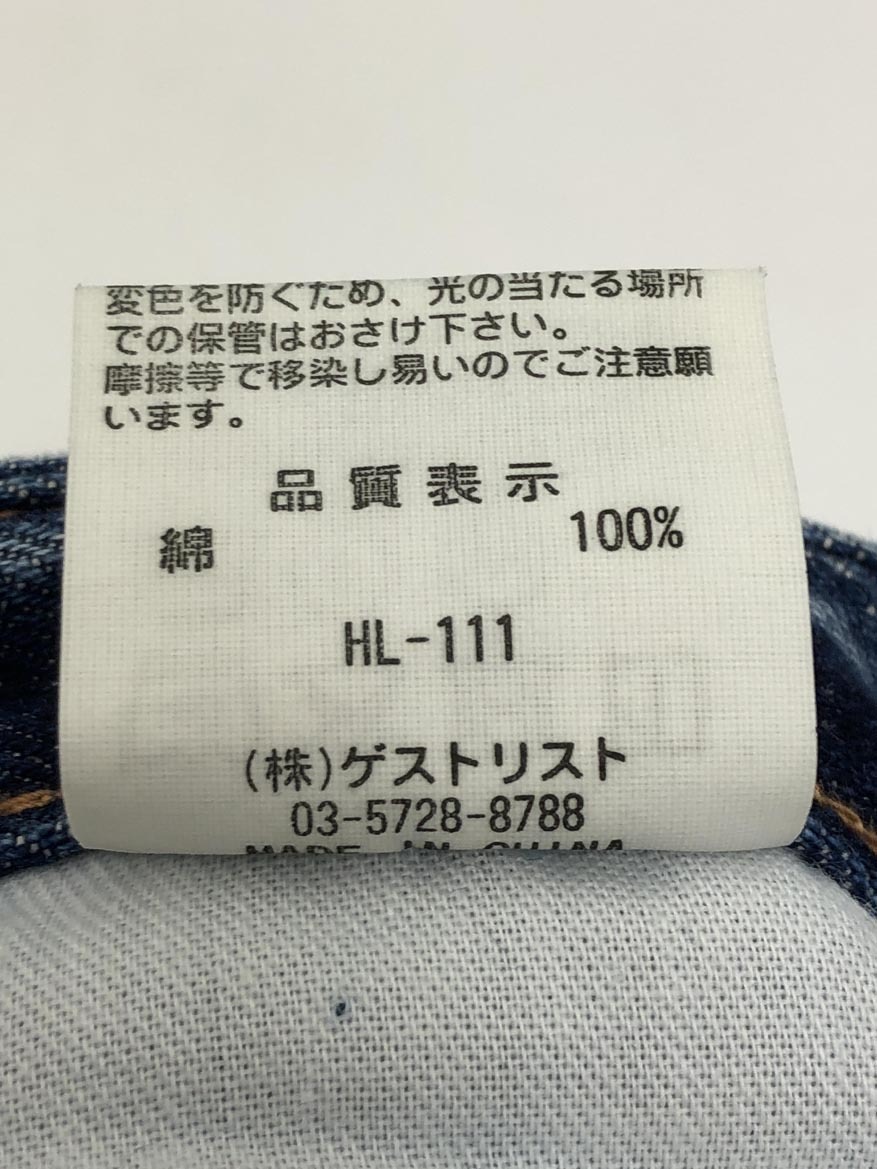 変色を防ぐため、光の当たる場所
での保管はおさけ下さい。
摩擦等で移染し易いのでご注意願
います。
品質表示
綿 100%
HL-111
(株)ゲストリスト
03-5728-8788
MADE IN CHINA